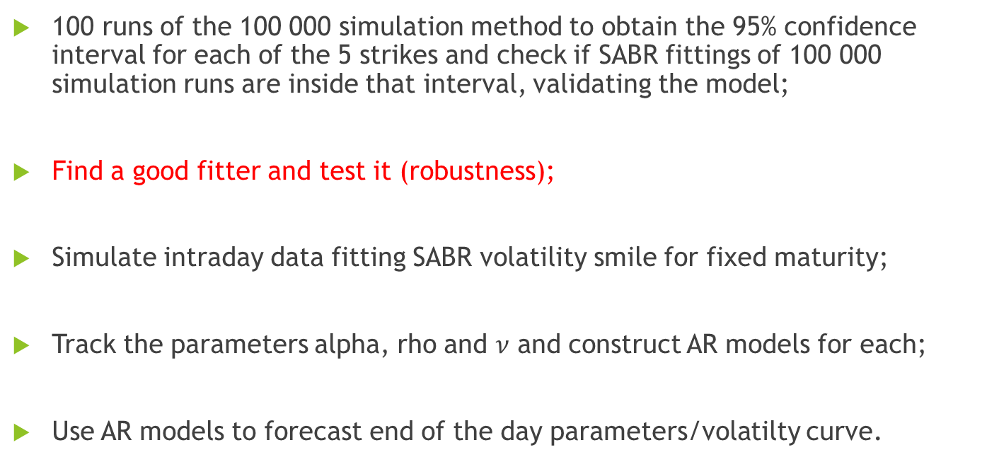 100 runs of the 100 000 simulation method to obtain the 95% confidence
interval for each of the 5 strikes and check if SABR fittings of 100 000
simulation runs are inside that interval, validating the model;
Find a good fitter and test it (robustness);
Simulate intraday data fitting SABR volatility smile for fixed maturity;
Track the parameters alpha, rho and ν and construct AR models for each;
Use AR models to forecast end of the day parameters/volatilty curve.